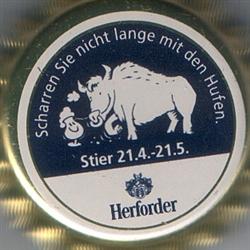 Scharren Sie nicht lange mit den Hufen.
Stier 21.4.-21.5.
Herforder